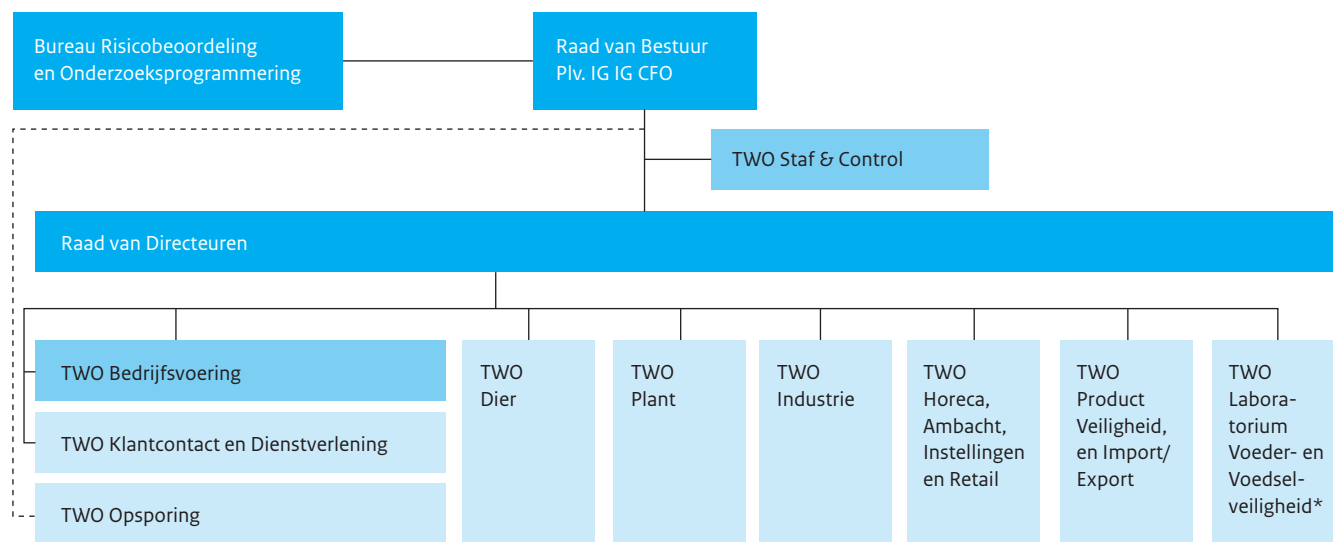 Bureau Risicobeoordeling
en Onderzoeksprogrammering
Raad van Bestuur
Plv. IG IG CFO
TWO Staf & Control
Raad van Directeuren
TWO Bedrijfsvoering
TWO Klantcontact en Dienstverlening
TWO Opsporing
TWO
Dier
TWO
Plant
TWO
Industrie
TWO
Horeca,
Ambacht,
Instellingen
en Retail
TWO
Product
Veiligheid,
en Import/
Export
TWO
Labora-
torium
Voeder- en
Voedsel-
veiligheid*